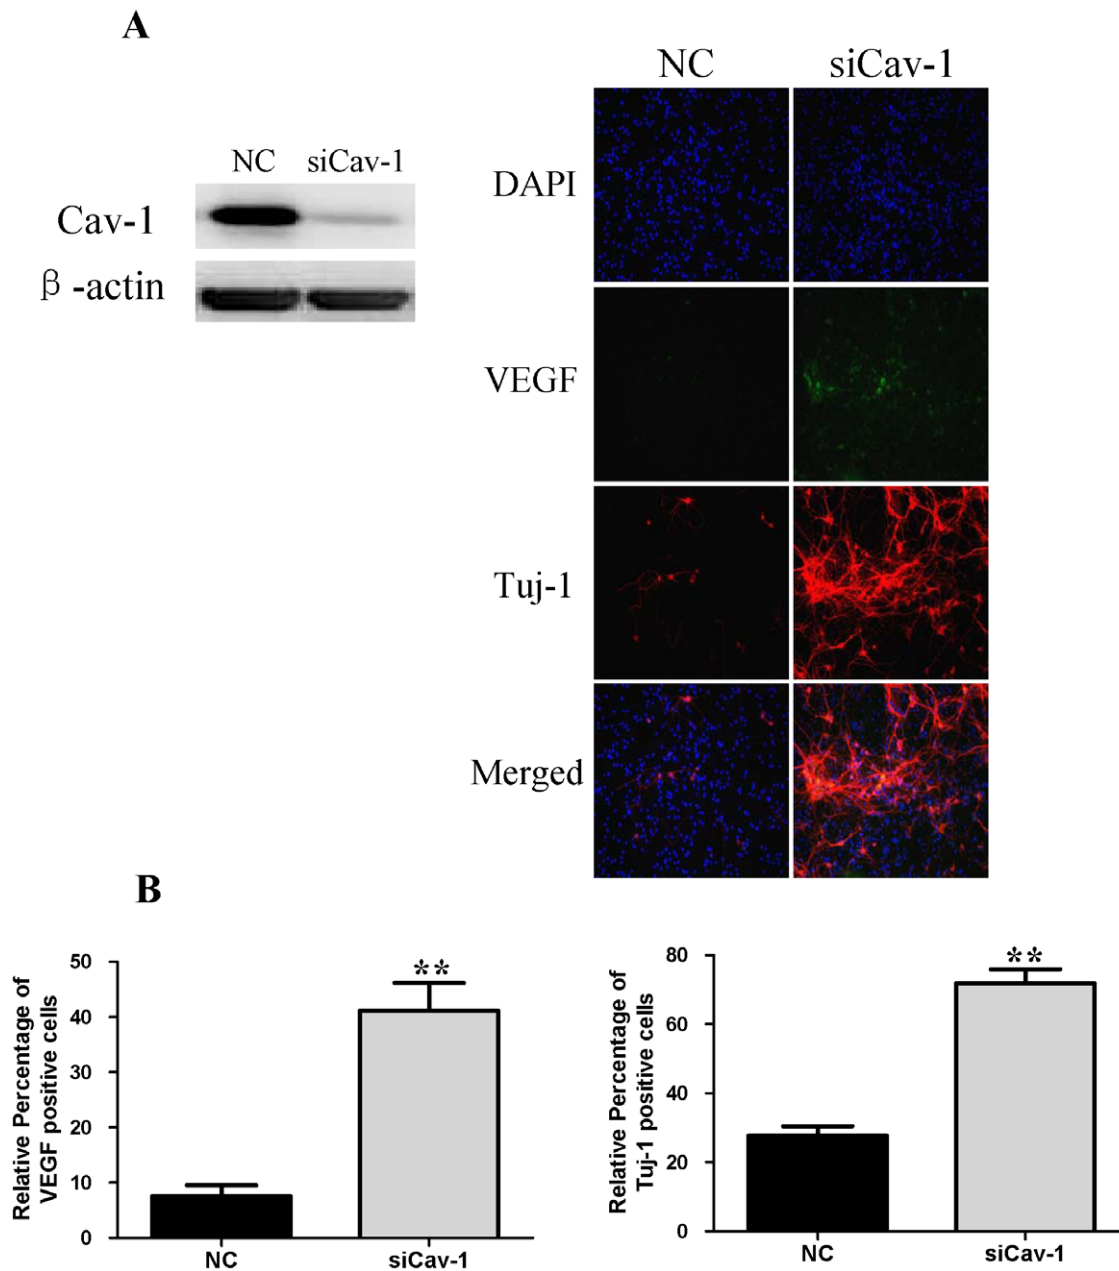 A
NC siCav-1
NC siCav-1
Cav-1
β-actin
DAPI
VEGF
Tuj-1
Merged
B
Relative Percentage of
VEGF positive cells
50
40
30
20
10
0
**
NC siCav-1
Relative Percentage of
Tuj-1 positive cells
80
60
40
20
0
**
NC siCav-1